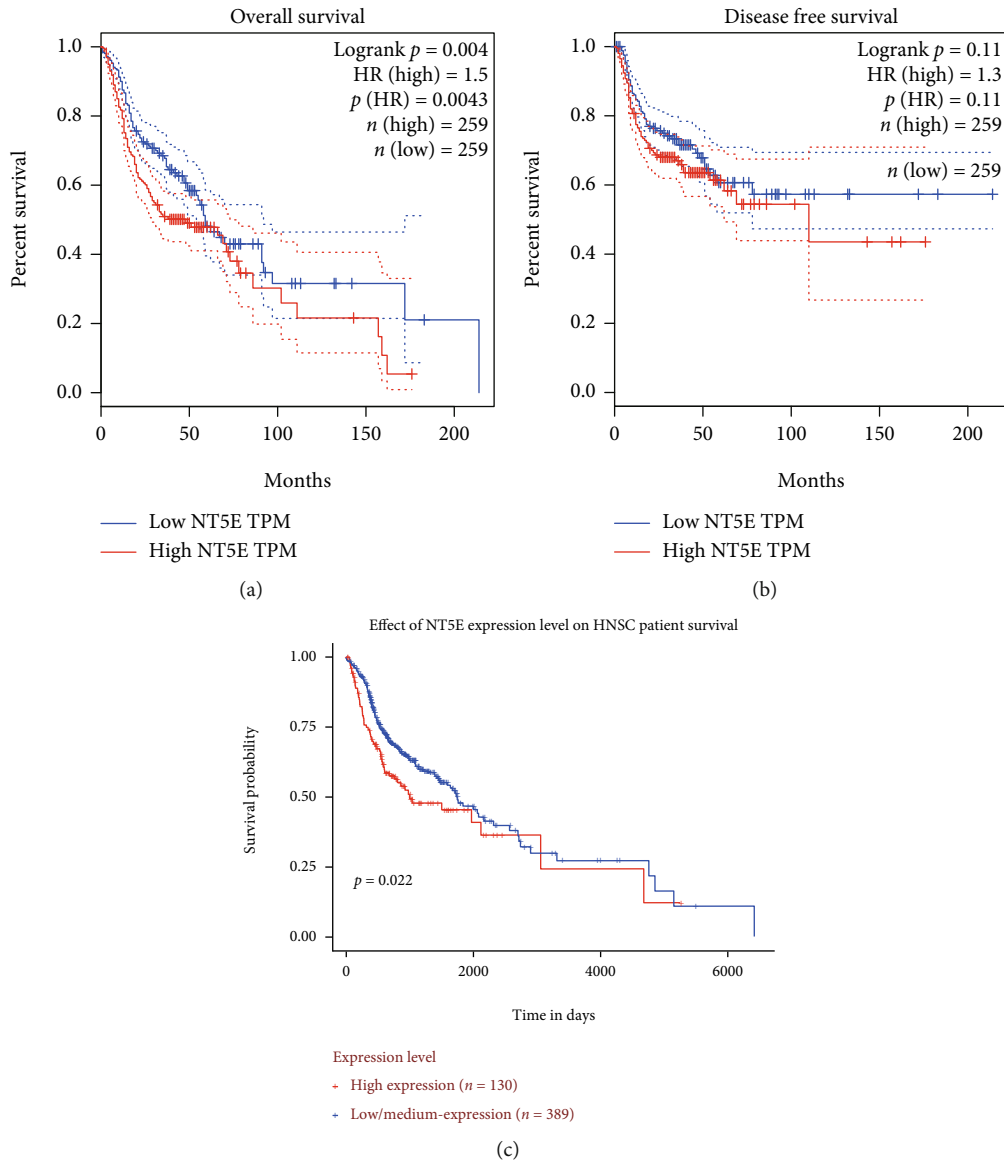 Overall survival
Logrank p = 0.004
HR (high) = 1.5
p (HR) = 0.0043
n (high) = 259
n (low) = 259
Percent survival
1.0
0.8
0.6
0.4
0.2
0.0
0 50 100 150 200
Months
Low NT5E TPM
High NT5E TPM
(a)
Disease free survival
Logrank p = 0.11
HR (high) = 1.3
p (HR) = 0.11
n (high) = 259
n (low) = 259
Percent survival
1.0
0.8
0.6
0.4
0.2
0.0
0 50 100 150 200
Months
Low NT5E TPM
High NT5E TPM
(b)
Effect of NT5E expression level on HNSC patient survival
Survival probability
1.00
0.75
0.50
0.25
0.00
p = 0.022
0 2000 4000 6000
Time in days
Expression level
High expression (n = 130)
Low/medium-expression (n = 389)
(c)